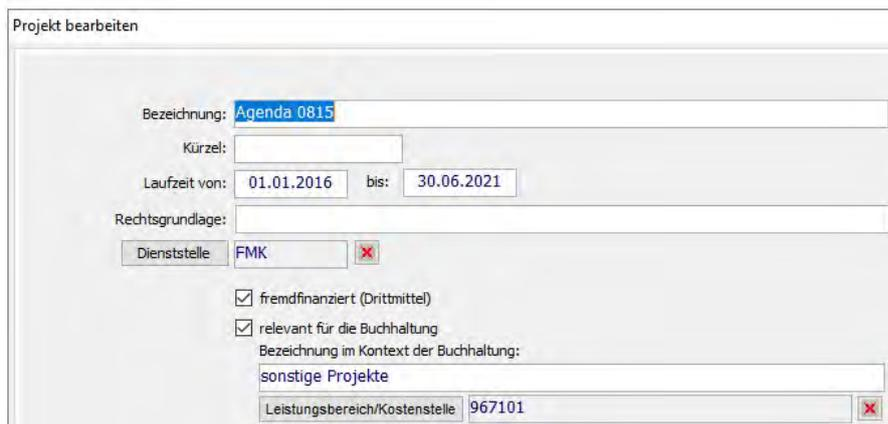 Projekt bearbeiten
Bezeichnung: Agenda 0815
Kürzel:
Laufzeit von: 01.01.2016 bis: 30.06.2021
Rechtsgrundlage:
Dienststelle FMK
fremdfinanziert (Drittmittel)
relevant für die Buchhaltung
Bezeichnung im Kontext der Buchhaltung:
sonstige Projekte
Leistungsbereich/Kostenstelle 967101